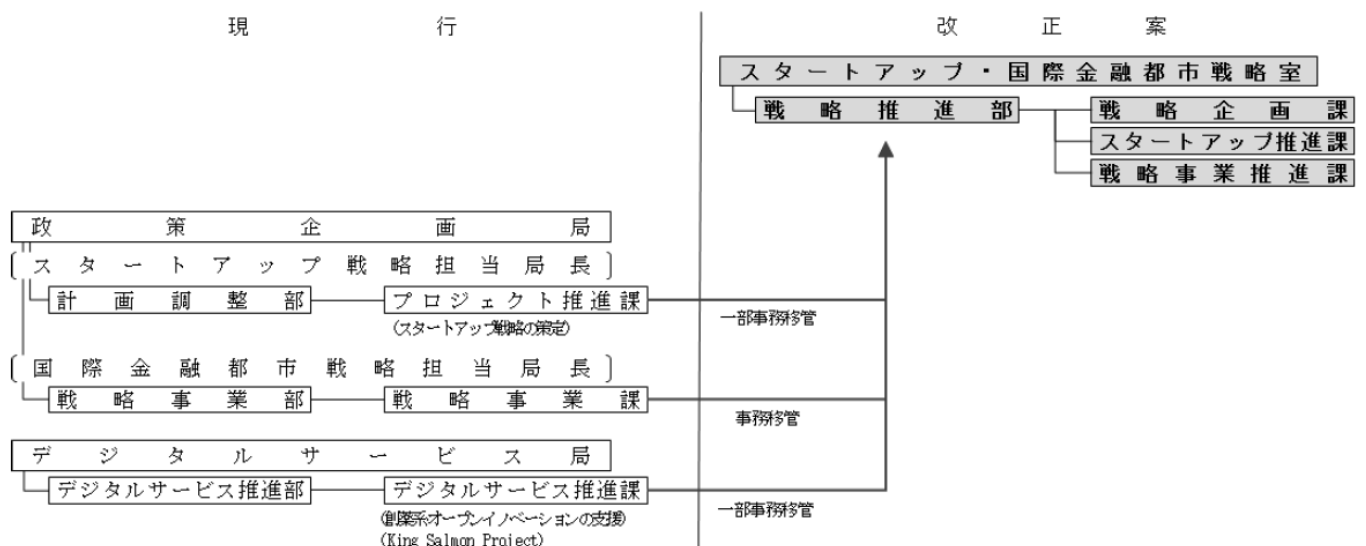 現行
改正案
スタートアップ・国際金融都市戦略室
戦略推進部
戦略企画課
スタートアップ推進課
戦略事業推進課
政策企画局
〔スタートアップ戦略担当局長〕
計画調整部
プロジェクト推進課
(スタートアップ戦略の策定)
一部事務移管
〔国際金融都市戦略担当局長〕
戦略事業部
戦略事業課
事務移管
デジタルサービス局
デジタルサービス推進部
デジタルサービス推進課
一部事務移管
系オープンイノベーションの支援)
(King Salmon Project)